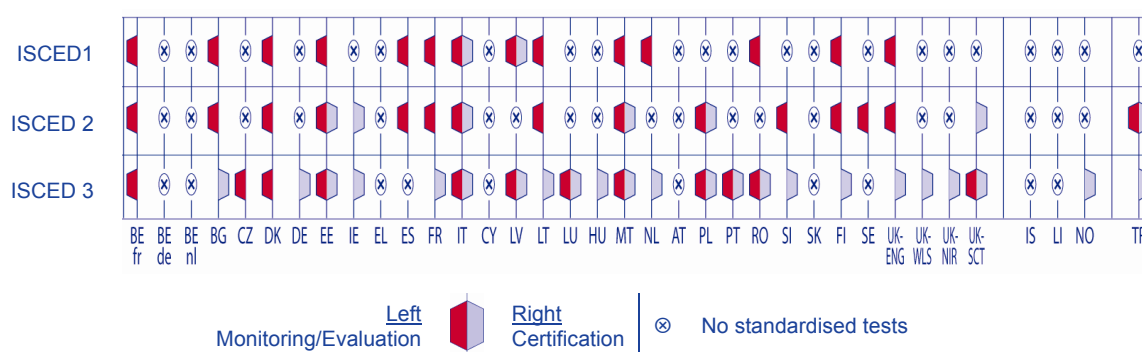 ISCED1
ISCED 2
ISCED 3
BE fr BE de BE nl BG CZ DK DE EE IE EL ES FR IT CY LV LT LU HU MT NL AT PL PT RO SI SK FI SE UK-ENG UK-WLS UK-NIR UK-SCT IS LI NO
Left
Monitoring/Evaluation
Right
Certification
No standardised tests